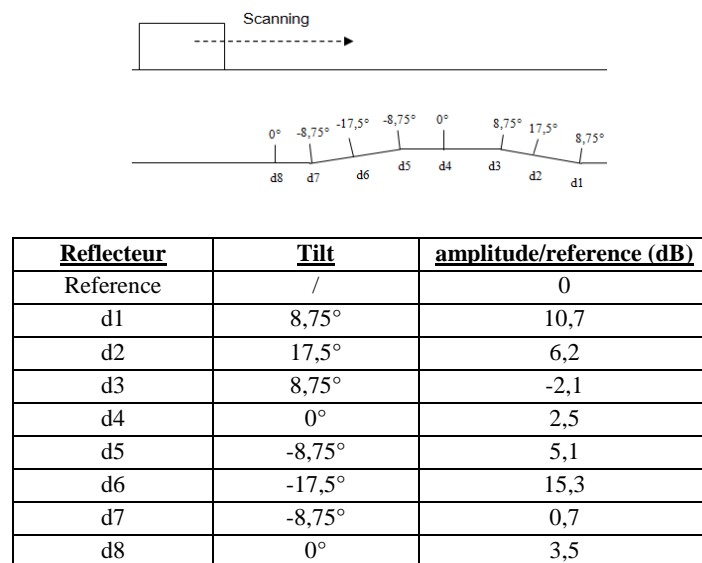 Scanning
0° -8,75° -17,5° -8,75° 0° 8,75° 17,5° 8,75°
d8 d7 d6 d5 d4 d3 d2 d1
Reflecteur Tilt amplitude/reference (dB)
Reference / 0
d1 8,75° 10,7
d2 17,5° 6,2
d3 8,75° -2,1
d4 0° 2,5
d5 -8,75° 5,1
d6 -17,5° 15,3
d7 -8,75° 0,7
d8 0° 3,5